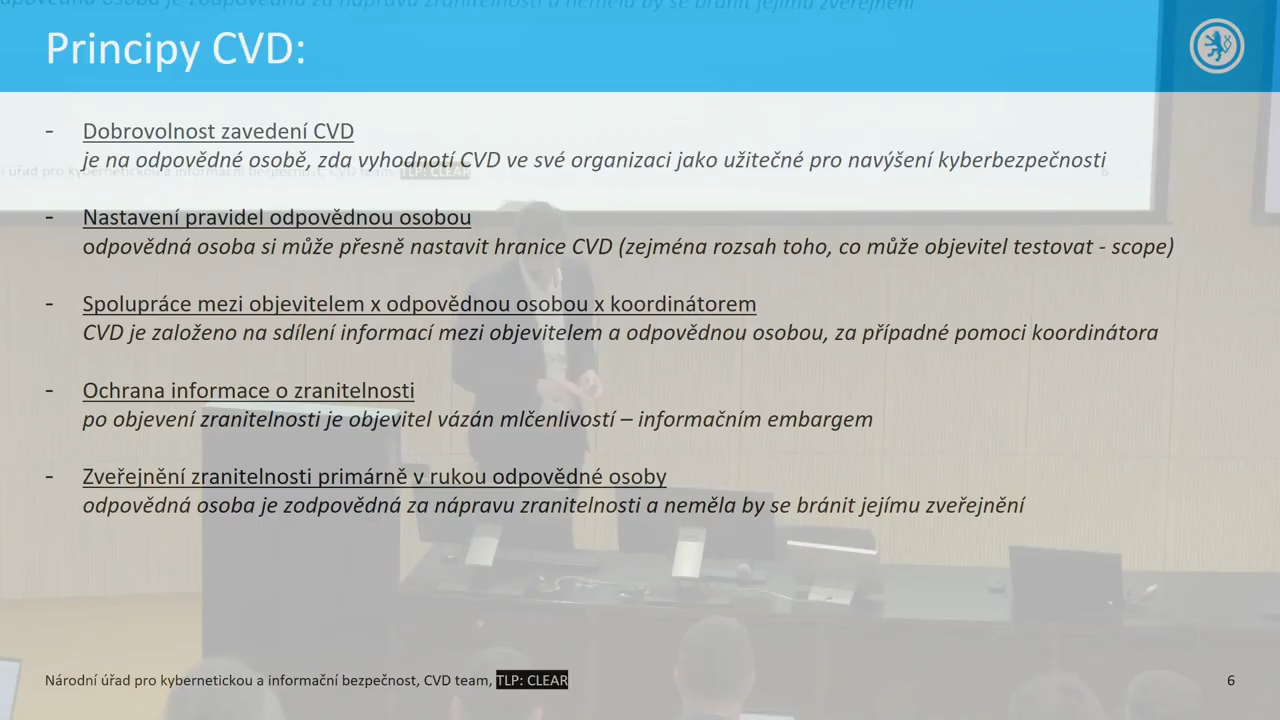 Principy CVD:
- Dobrovolnost zavedení CVD
je na odpovědné osobě, zda vyhodnotí CVD ve své organizaci jako užitečné pro navýšení kyberbezpečnosti
- Nastavení pravidel odpovědnou osobou
odpovědná osoba si může přesně nastavit hranice CVD (zejména rozsah toho, co může objevitel testovat - scope)
- Spolupráce mezi objevitelem x odpovědnou osobou x koordinátorem
CVD je založeno na sdílení informací mezi objevitelem a odpovědnou osobou, za případné pomoci koordinátora
- Ochrana informace o zranitelnosti
po objevení zranitelnosti je objevitel vázán mlčenlivostí – informačním embargem
- Zveřejnění zranitelnosti primárně v rukou odpovědné osoby
odpovědná osoba je zodpovědná za nápravu zranitelnosti a neměla by se bránit jejímu zveřejnění
Národní úřad pro kybernetickou a informační bezpečnost, CVD team, TLP: CLEAR
6